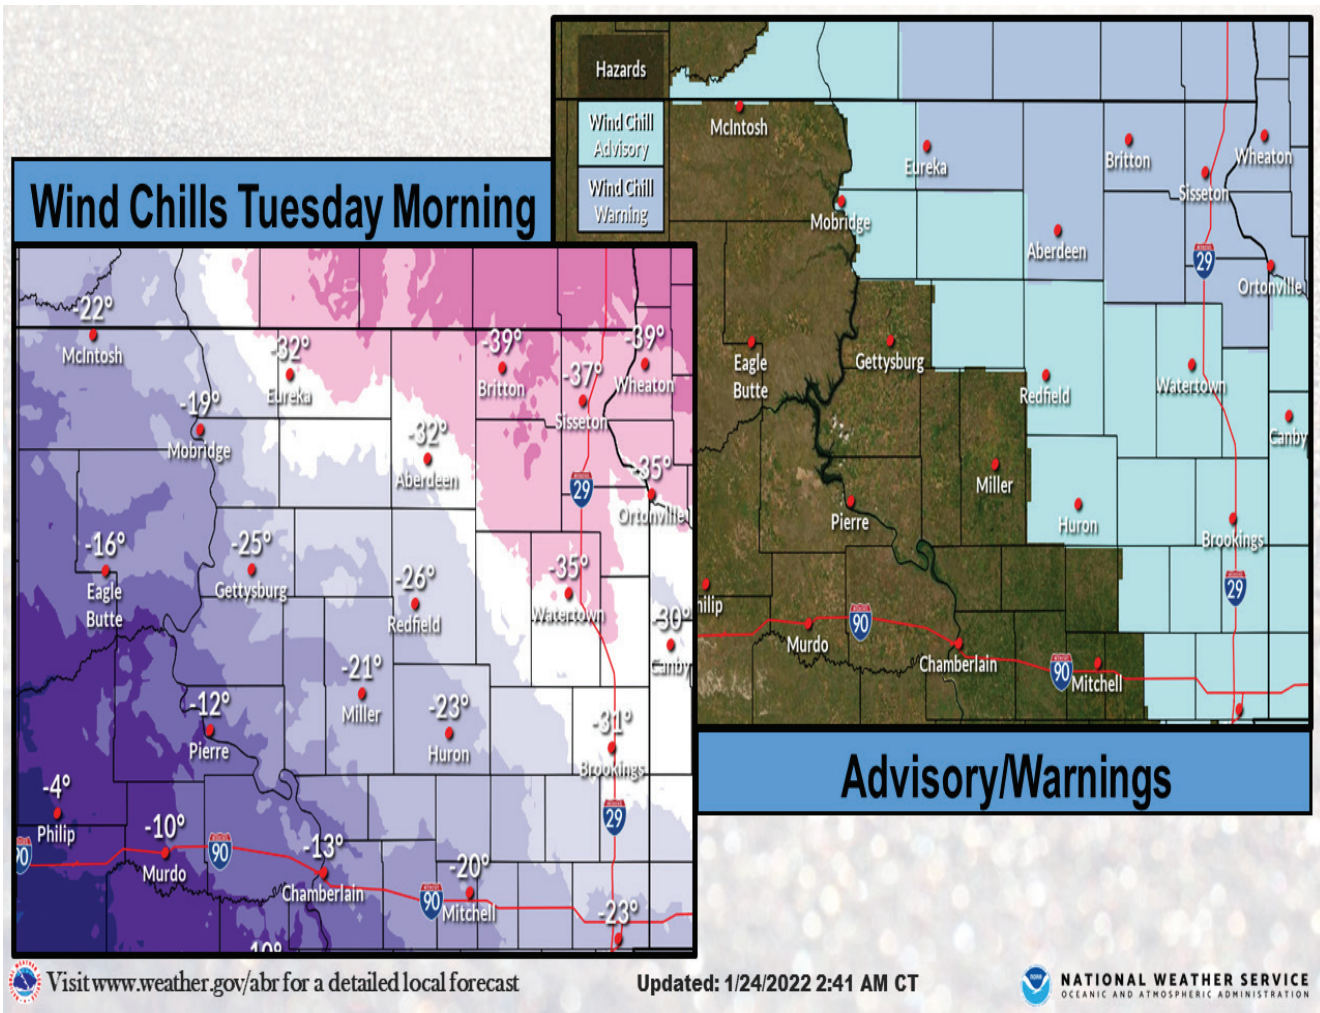 Wind Chills Tuesday Morning
-22°
McIntosh
-32°
Eureka
-39°
Britton
-37°
Sisseton
-39°
Wheaton
-19°
Mobridge
-32°
Aberdeen
29
-35°
Ortonville
-16°
Eagle
Butte
-25°
Gettysburg
-26°
Redfield
-35°
Watertown
-30°
Canby
-21°
Miller
-12°
Pierre
-23°
Huron
-31°
Brookings
-4°
Philip
-10°
Murdo
90
90
-13°
Chamberlain
-20°
Mitchell
90
29
-23°
Hazards
Wind Chill
Advisory
Wind Chill
Warning
McIntosh
Eureka
Britton
Sisseton
Wheaton
Mobridge
Aberdeen
29
Ortonville
Eagle
Butte
Gettysburg
Redfield
Watertown
Canby
Miller
Pierre
Huron
Brookings
29
hilip
Murdo
90
Chamberlain
90
Mitchell
Advisory/Warnings
Visit www.weather.gov/abr for a detailed local forecast
Updated: 1/24/2022 2:41 AM CT
NATIONAL WEATHER SERVICE
OCEANIC AND ATMOSPHERIC ADMINISTRATION